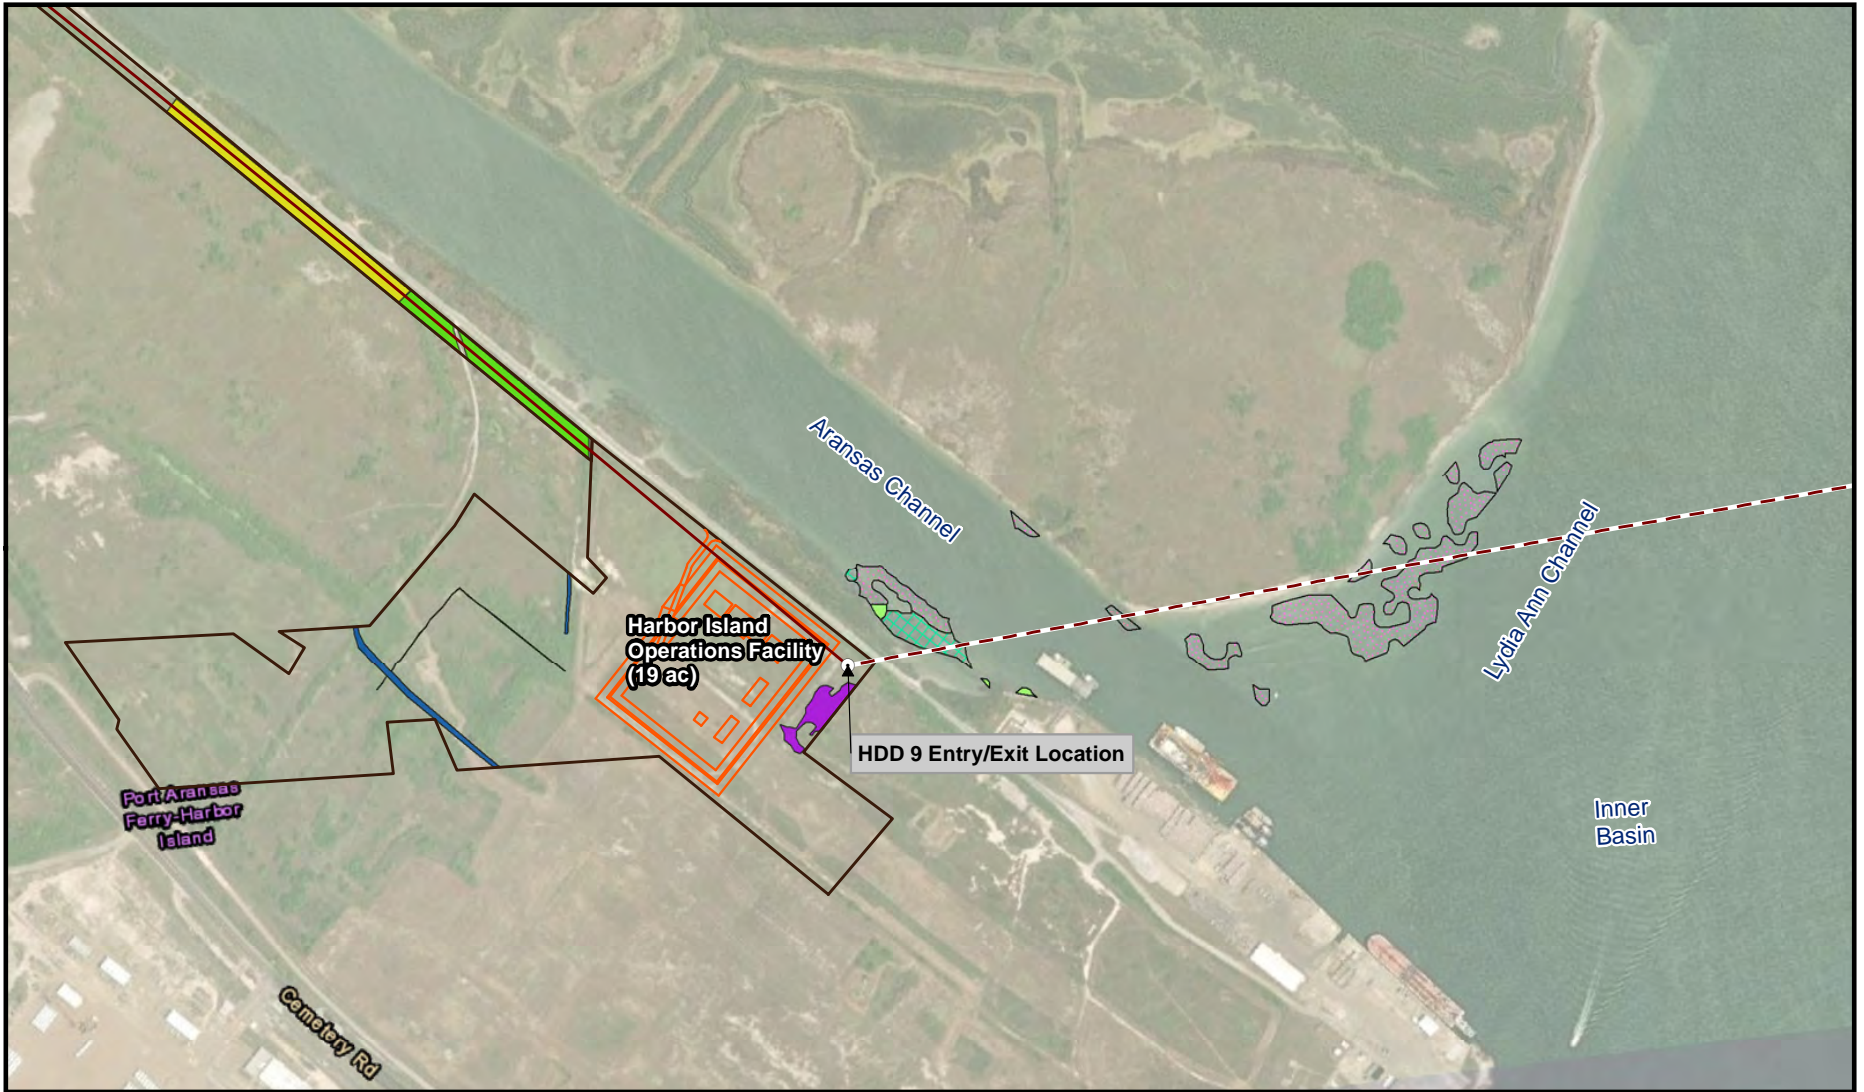 Aransas Channel
Lydia Ann Channel
Harbor Island
Operations Facility
(19 ac)
HDD 9 Entry/Exit Location
Port Aransas
Ferry-Harbor
Island
Inner
Basin
Cemetery Rd